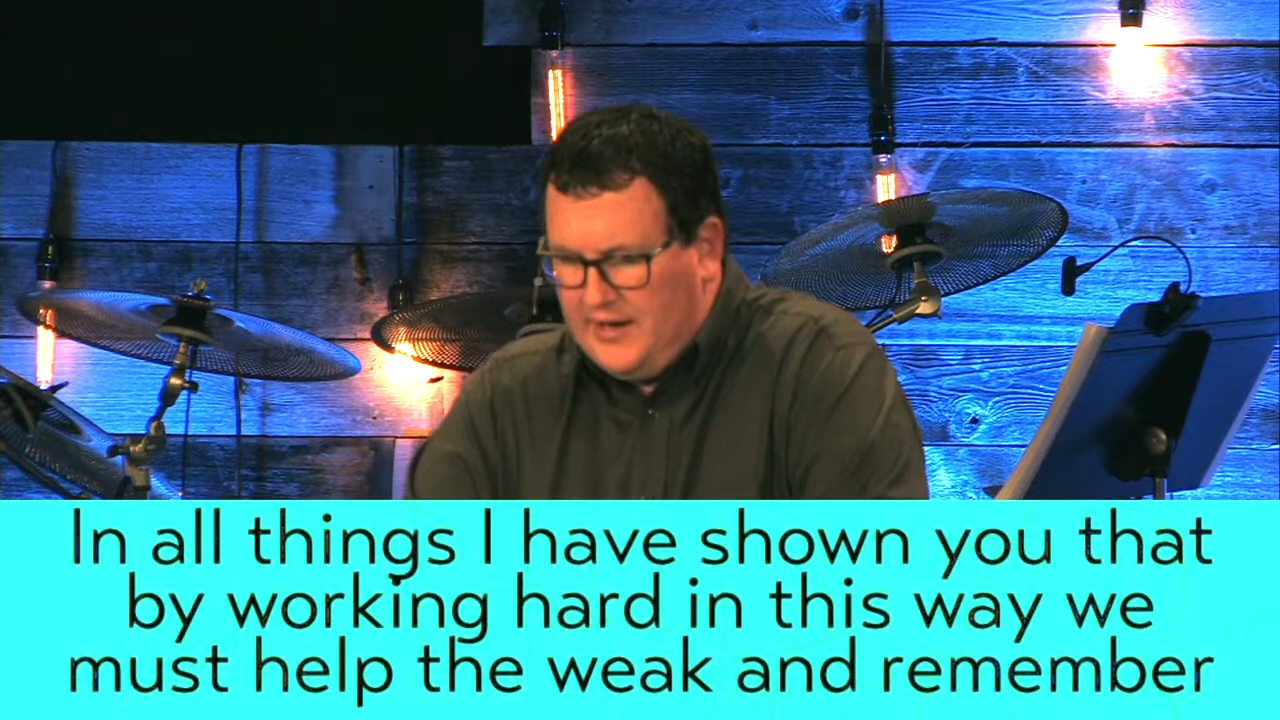 In all things I have shown you that
by working hard in this way we
must help the weak and remember